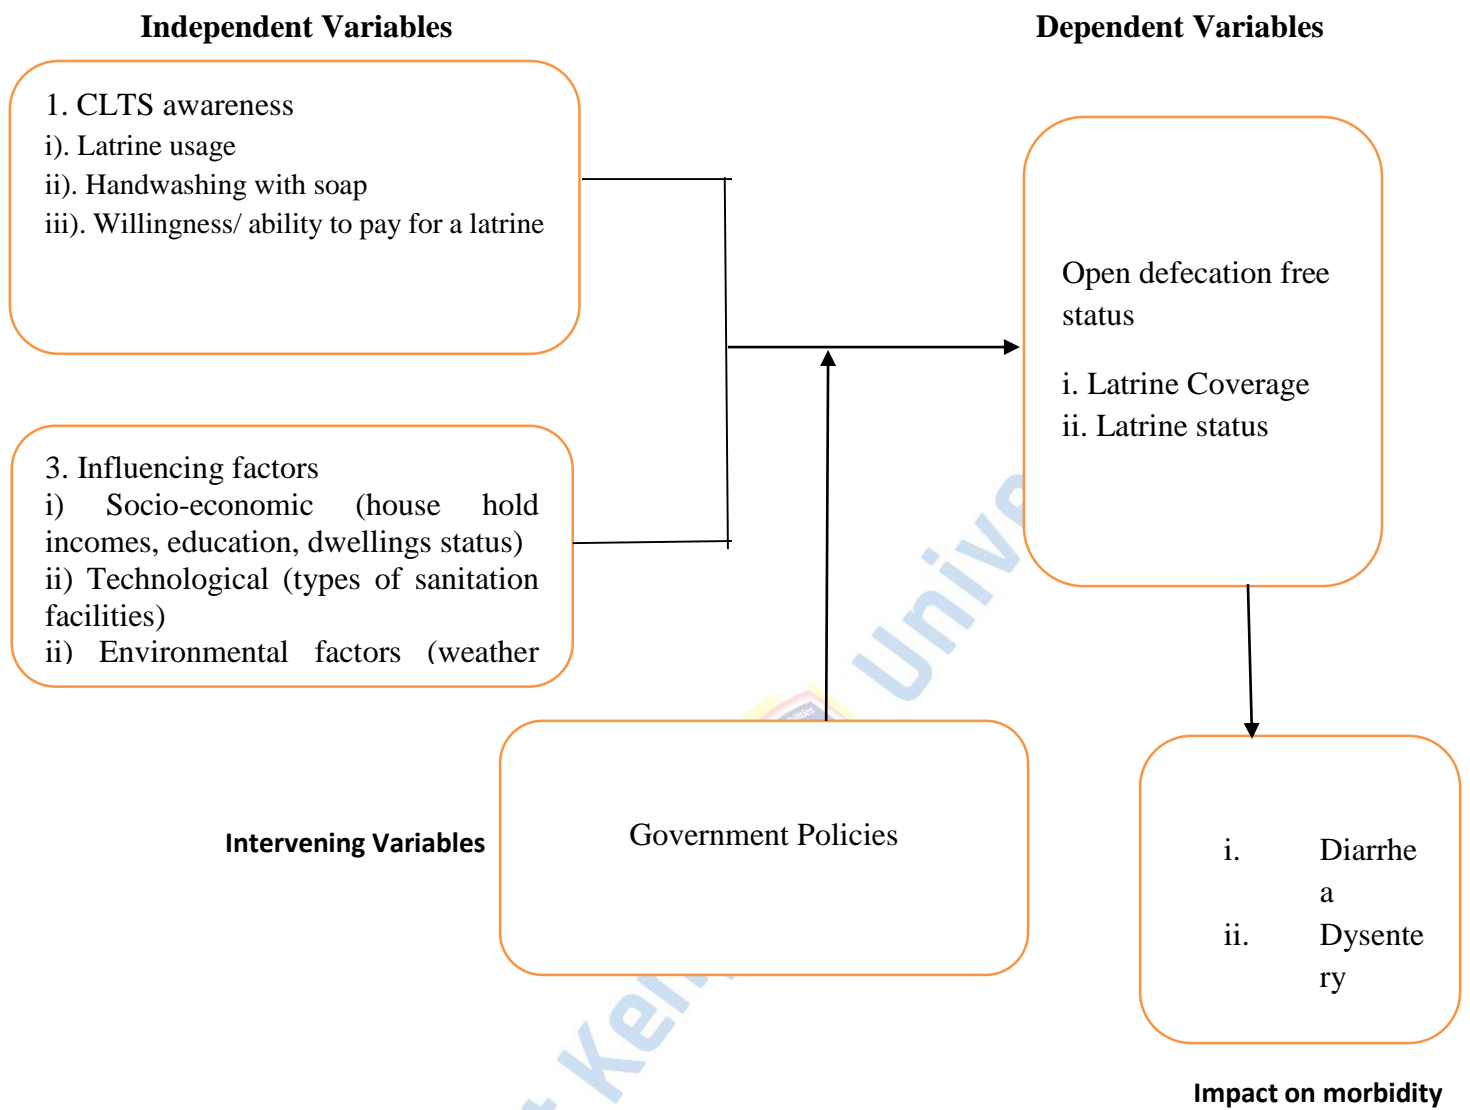 Independent Variables
Dependent Variables
1. CLTS awareness
i). Latrine usage
ii). Handwashing with soap
iii). Willingness/ ability to pay for a latrine
Open defecation free
status
i. Latrine Coverage
ii. Latrine status
3. Influencing factors
i) Socio-economic (house hold
incomes, education, dwellings status)
ii) Technological (types of sanitation
facilities)
ii) Environmental factors (weather
Intervening Variables
Government Policies
i. Diarrhe
a
ii. Dysente
ry
Impact on morbidity